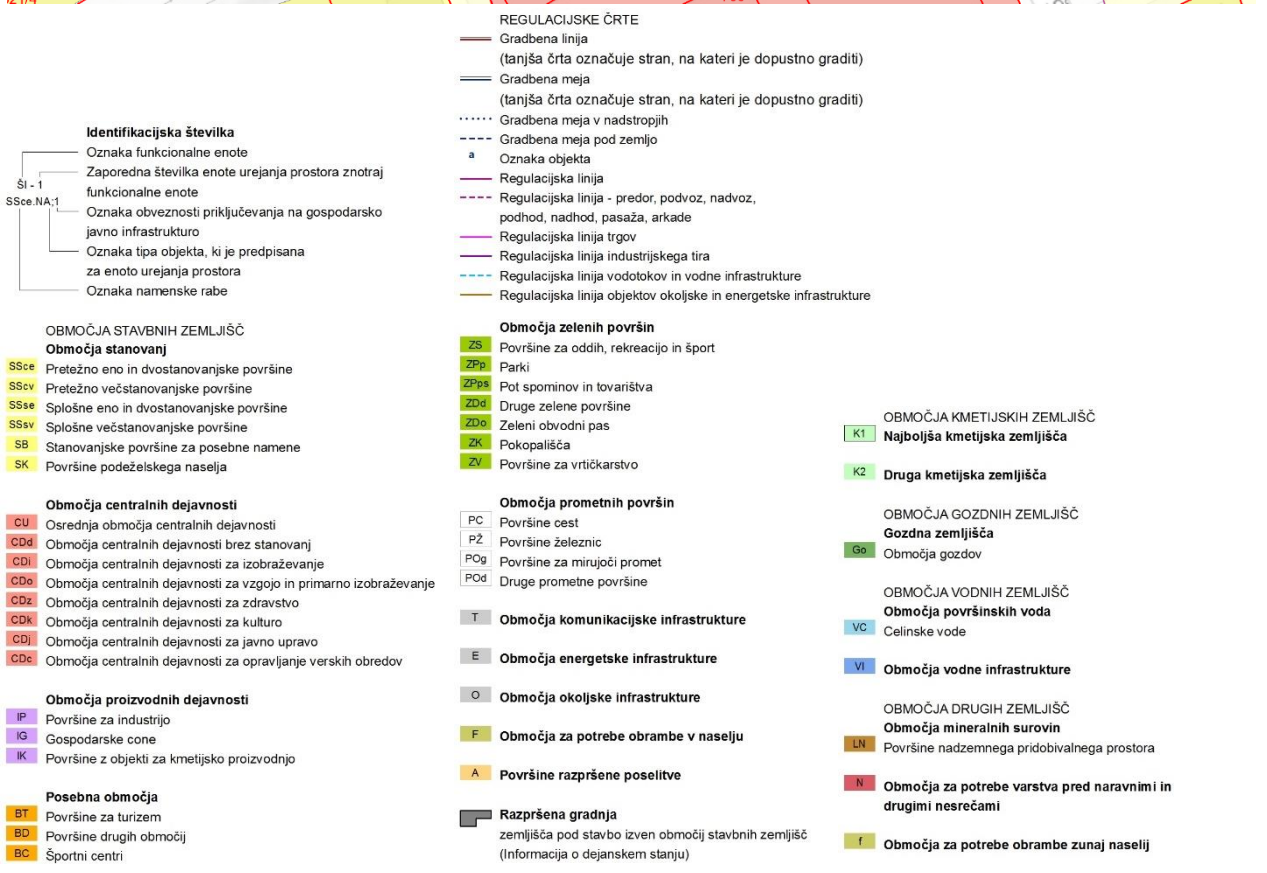 REGULACIJSKE ČRTE
Gradbena linija
(tanjša črta označuje stran, na kateri je dopustno graditi)
Gradbena meja
(tanjša črta označuje stran, na kateri je dopustno graditi)
Gradbena meja v nadstropjih
Gradbena meja pod zemljo
a Oznaka objekta
Regulacijska linija
Regulacijska linija - predor, podvoz, nadvoz,
podhod, nadhod, pasaža, arkade
Regulacijska linija trgov
Regulacijska linija industrijskega tira
Regulacijska linija vodotokov in vodne infrastrukture
Regulacijska linija objektov okoljske in energetske infrastrukture
Identifikacijska številka
Oznaka funkcionalne enote
Zaporedna številka enote urejanja prostora znotraj
funkcionalne enote
ŠI - 1
SSce.NA;1
Oznaka obveznosti priključevanja na gospodarsko
javno infrastrukturo
Oznaka tipa objekta, ki je predpisana
za enoto urejanja prostora
Oznaka namenske rabe
OBMOČJA STAVBNIH ZEMLJIŠČ
Območja stanovanj
SSce Pretežno eno in dvostanovanjske površine
SScv Pretežno večstanovanjske površine
SSse Splošne eno in dvostanovanjske površine
SSsv Splošne večstanovanjske površine
SB Stanovanjske površine za posebne namene
SK Površine podeželskega naselja
Območja centralnih dejavnosti
CU Osrednja območja centralnih dejavnosti
CDd Območja centralnih dejavnosti brez stanovanj
CDi Območja centralnih dejavnosti za izobraževanje
CDo Območja centralnih dejavnosti za vzgojo in primarno izobraževanje
CDz Območja centralnih dejavnosti za zdravstvo
CDk Območja centralnih dejavnosti za kulturo
CDj Območja centralnih dejavnosti za javno upravo
CDc Območja centralnih dejavnosti za opravljanje verskih obredov
Območja proizvodnih dejavnosti
IP Površine za industrijo
IG Gospodarske cone
IK Površine z objekti za kmetijsko proizvodnjo
Posebna območja
BT Površine za turizem
BD Površine drugih območij
BC Športni centri
Območja zelenih površin
ZS Površine za oddih, rekreacijo in šport
ZPp Parki
ZPps Pot spominov in tovarištva
ZDd Druge zelene površine
ZDo Zeleni obvodni pas
ZK Pokopališča
ZV Površine za vrtičkarstvo
Območja prometnih površin
PC Površine cest
PŽ Površine železnic
POg Površine za mirujoči promet
POd Druge prometne površine
T Območja komunikacijske infrastrukture
E Območja energetske infrastrukture
O Območja okoljske infrastrukture
F Območja za potrebe obrambe v naselju
A Površine razpršene poselitve
Razpršena gradnja
zemljišča pod stavbo izven območij stavbnih zemljišč
(Informacija o dejanskem stanju)
OBMOČJA KMETIJSKIH ZEMLJIŠČ
K1 Najboljša kmetijska zemljišča
K2 Druga kmetijska zemljišča
OBMOČJA GOZDNIH ZEMLJIŠČ
Gozdna zemljišča
Go Območja gozdov
OBMOČJA VODNIH ZEMLJIŠČ
Območja površinskih voda
VC Celinske vode
VI Območja vodne infrastrukture
OBMOČJA DRUGIH ZEMLJIŠČ
Območja mineralnih surovin
LN Površine nadzemnega pridobivalnega prostora
N Območja za potrebe varstva pred naravnimi in
drugimi nesrečami
f Območja za potrebe obrambe zunaj naselij